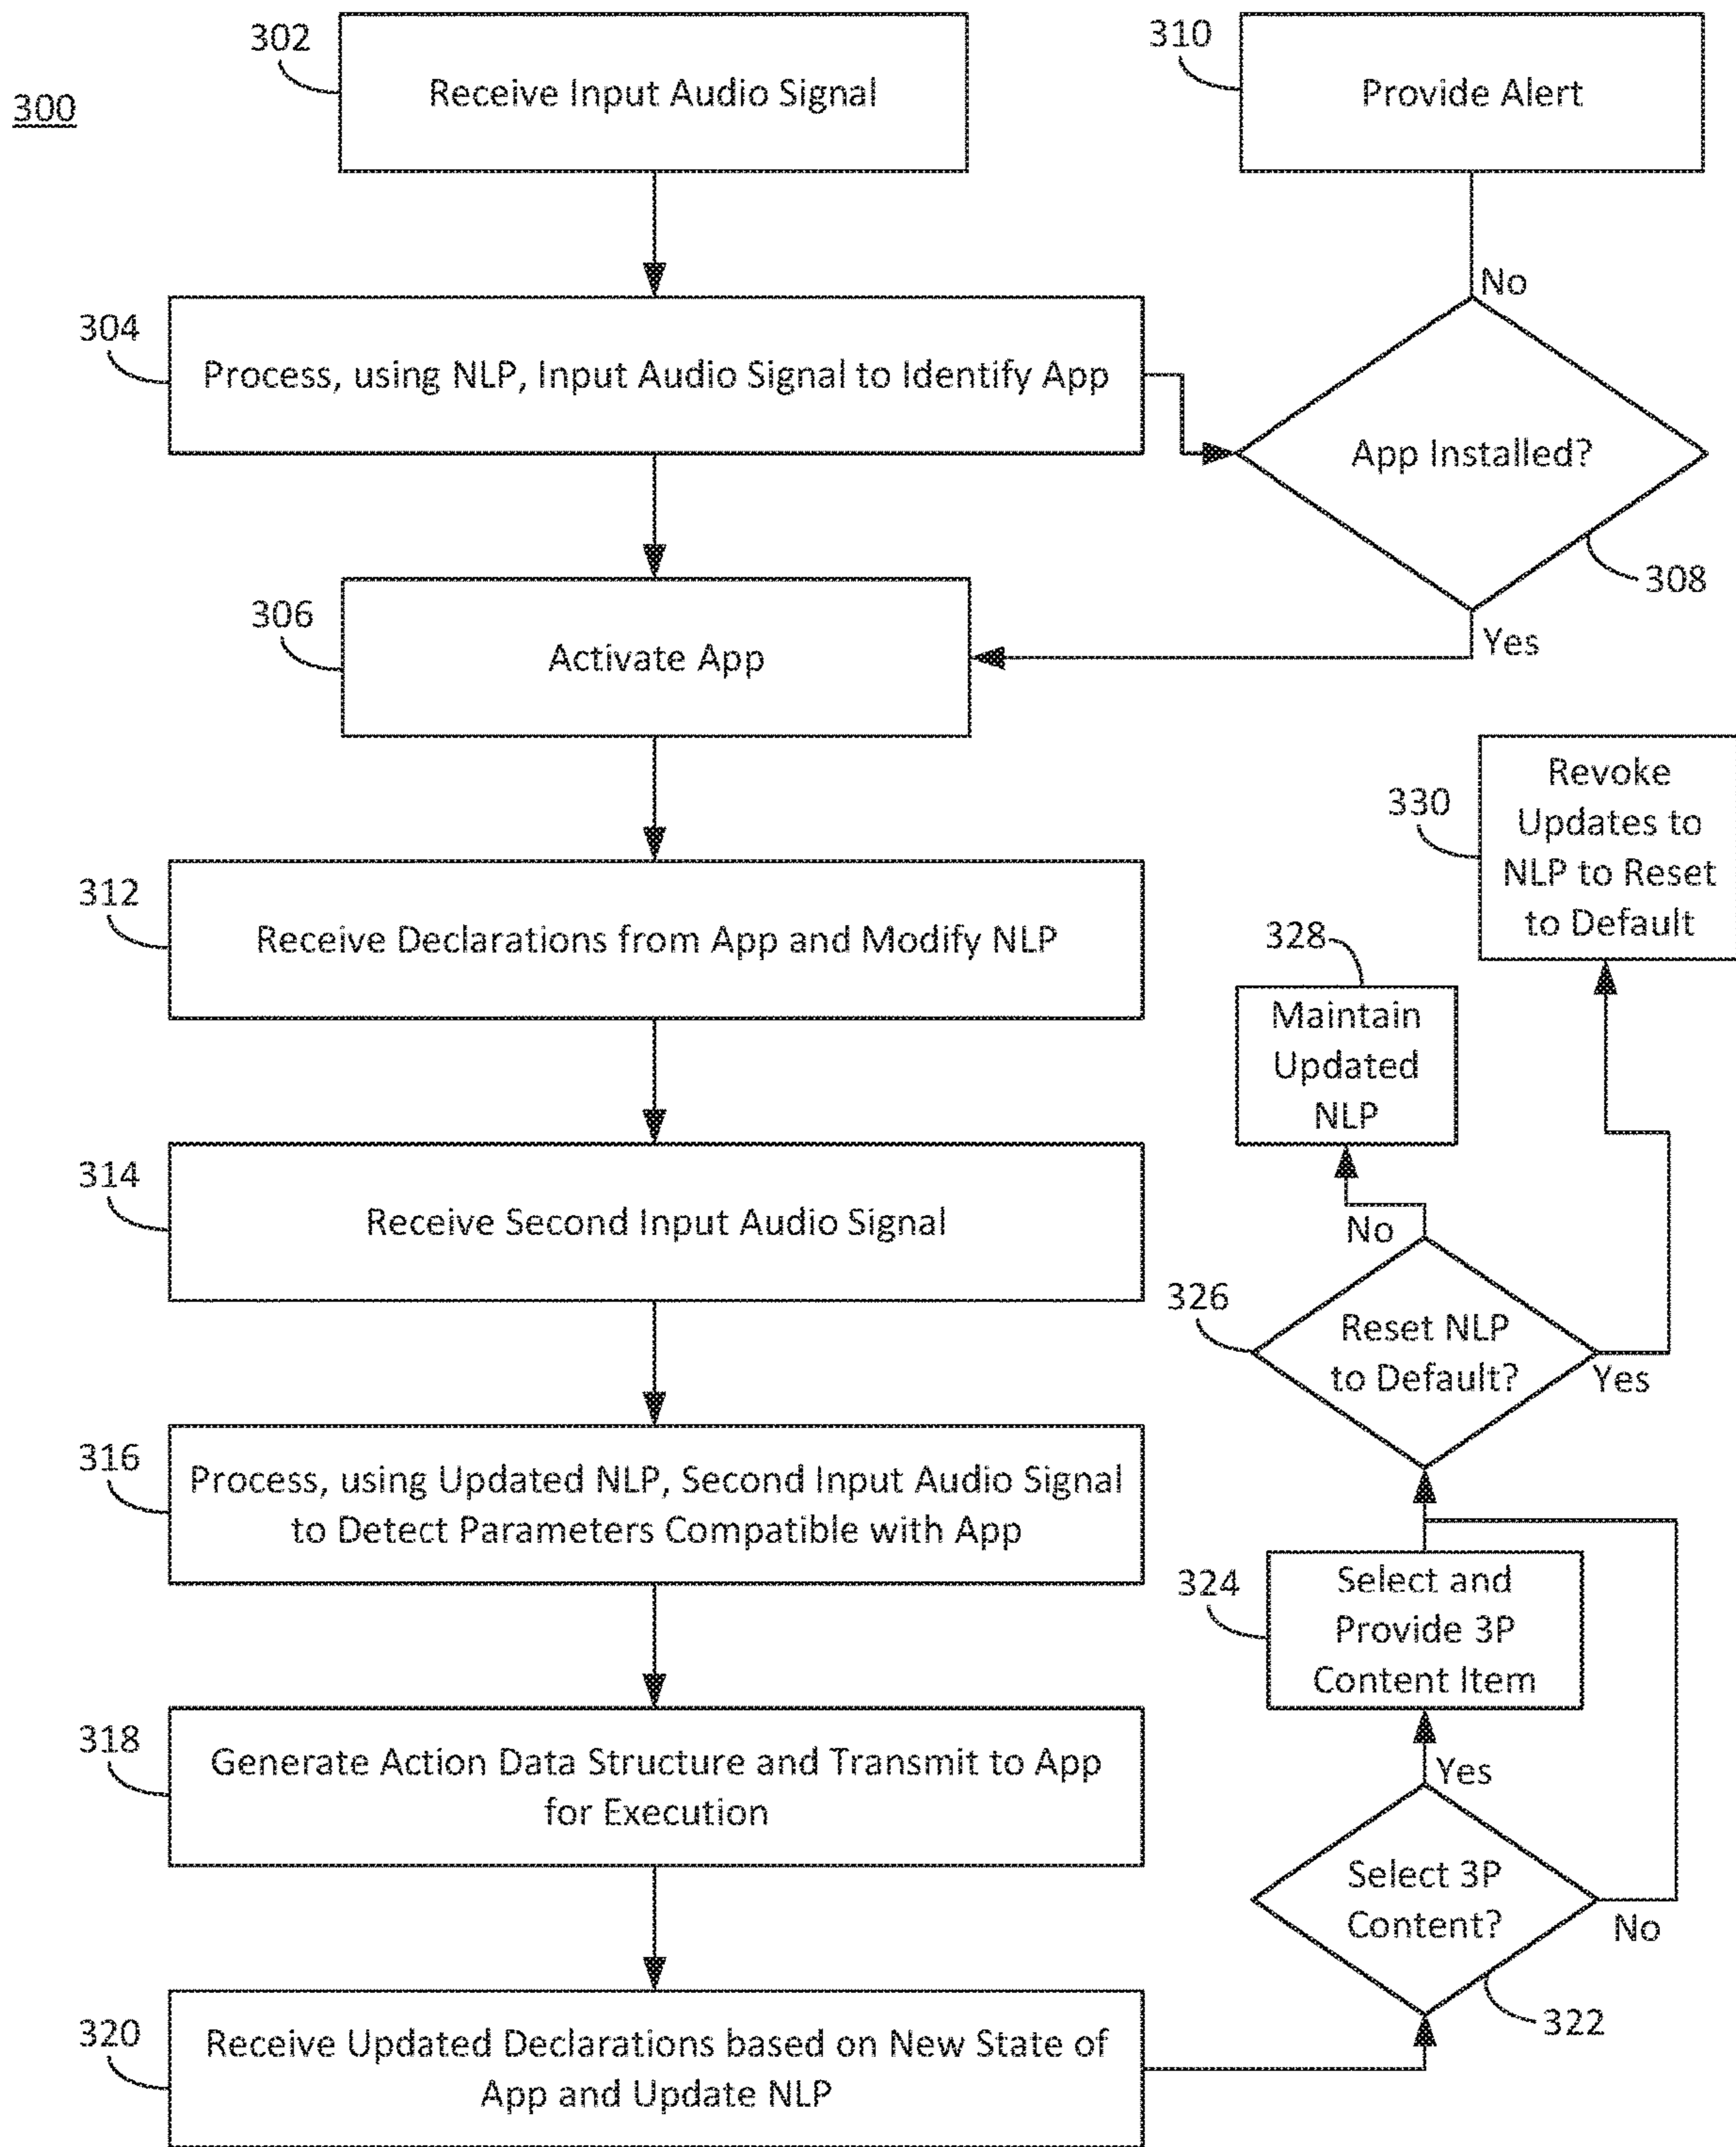 300
302
Receive Input Audio Signal
310
Provide Alert
No
304
Process, using NLP, Input Audio Signal to Identify App
App Installed?
308
Yes
306
Activate App
312
Receive Declarations from App and Modify NLP
314
Receive Second Input Audio Signal
316
Process, using Updated NLP, Second Input Audio Signal
to Detect Parameters Compatible with App
318
Generate Action Data Structure and Transmit to App
for Execution
320
Receive Updated Declarations based on New State of
App and Update NLP
322
Select 3P
Content?
No
Yes
324
Select and
Provide 3P
Content Item
326
Reset NLP
to Default?
Yes
No
328
Maintain
Updated
NLP
330
Revoke
Updates to
NLP to Reset
to Default